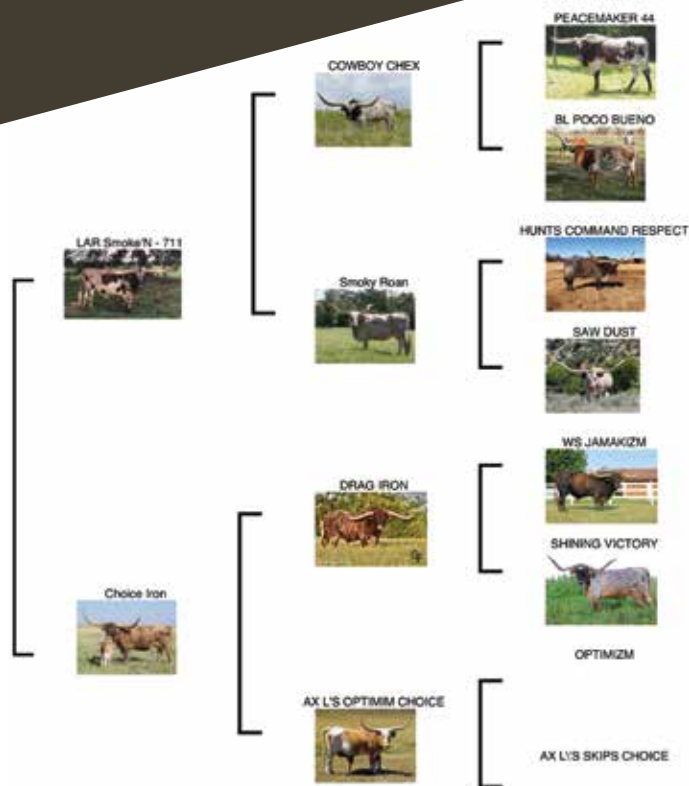 PEACEMAKER 44
COWBOY CHEX
BL POCO BUENO
LAR Smoke'N - 711
HUNTS COMMAND RESPECT
Smoky Roan
SAW DUST
WS JAMAKIZM
DRAG IRON
SHINING VICTORY
Choice Iron
OPTIMIZM
AX L'S OPTIMIM CHOICE
AX L\'S SKIPS CHOICE